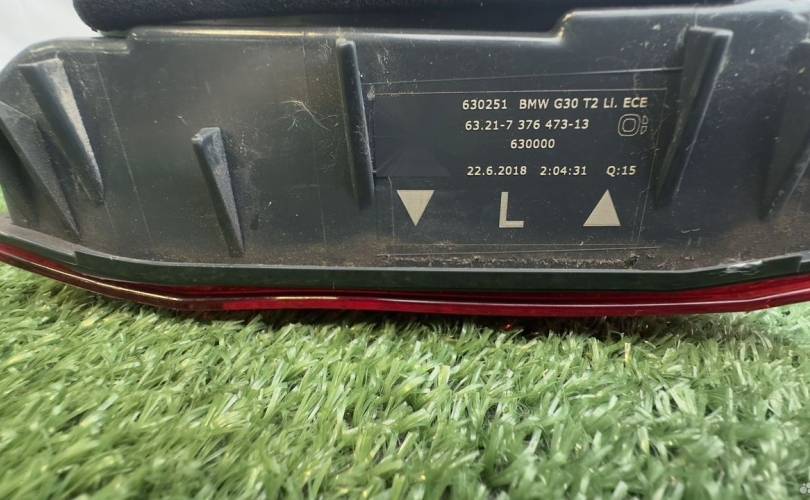 630251 BMW G30 T2 LI. ECE
63.21-7 376 473-13
630000
22.6.2018 2:04:31 Q:15
L